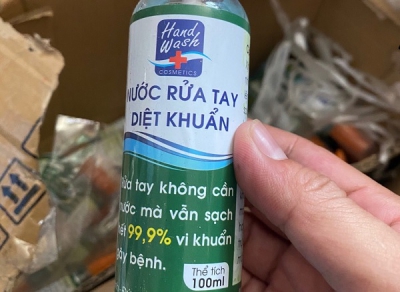 Hand
Wash
COSMETICS
NƯỚC RỬA TAY
DIỆT KHUẨN
Rửa tay không cần
nước mà vẫn sạch
99,9% vi khuẩn
bệnh.
Thể tích
100ml